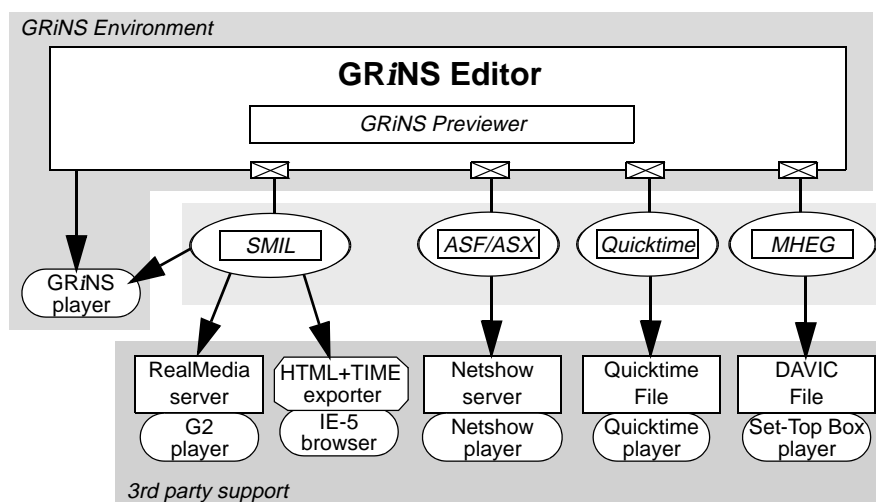 GRiNS Environment
GRiNS Editor
GRiNS Previewer
SMIL
ASF/ASX
Quicktime
MHEG
GRiNS
player
RealMedia
server
G2
player
HTML+TIME
exporter
IE-5
browser
Netshow
server
Netshow
player
Quicktime
File
Quicktime
player
DAVIC
File
Set-Top Box
player
3rd party support